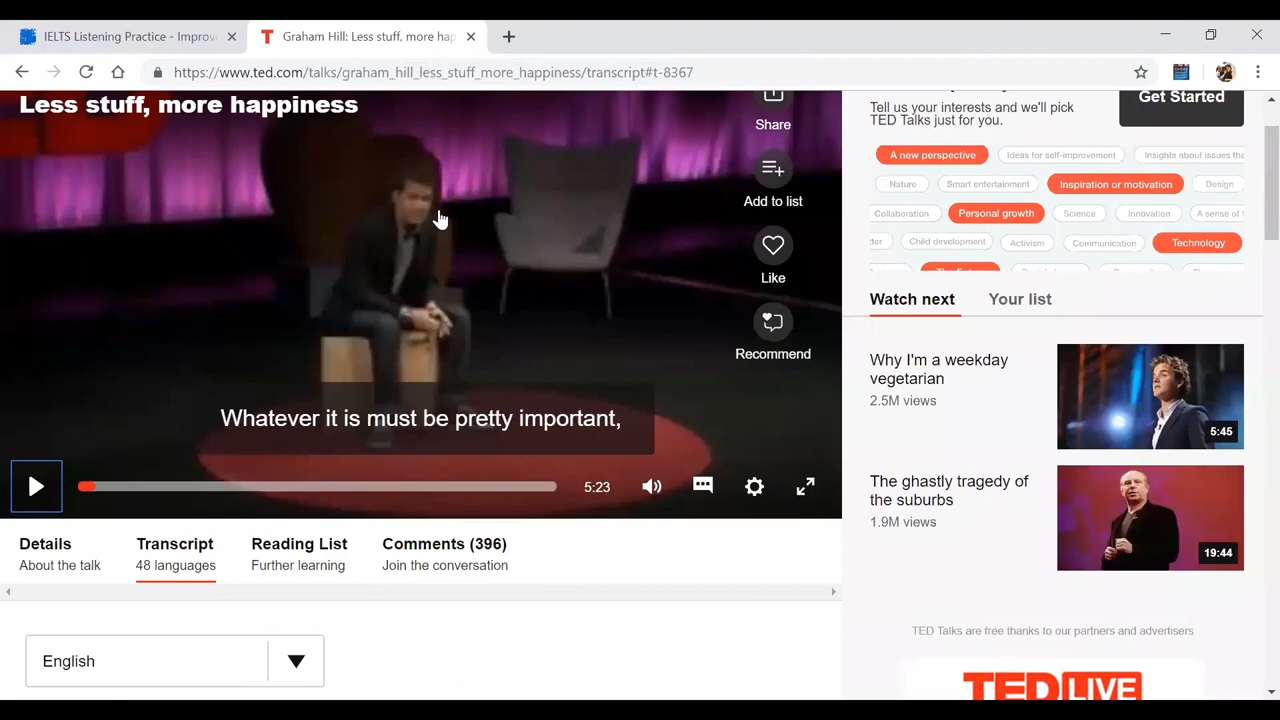 IELTS Listening Practice - Improv
Graham Hill: Less stuff, more hap
https://www.ted.com/talks/graham_hill_less_stuff_more_happiness/transcript#t-8367
Less stuff, more happiness
Share
Add to list
Like
Recommend
Whatever it is must be pretty important,
5:23
Details
About the talk
Transcript
48 languages
Reading List
Further learning
Comments (396)
Join the conversation
English
Tell us your interests and we'll pick
TED Talks just for you.
Get Started
A new perspective
Ideas for self-improvement
Insights about issues tha
Nature
Smart entertainment
Inspiration or motivation
Design
Collaboration
Personal growth
Science
Innovation
A sense of
Child development
Activism
Communication
Technology
Watch next
Your list
Why I'm a weekday
vegetarian
2.5M views
5:45
The ghastly tragedy of
the suburbs
1.9M views
19:44
TED Talks are free thanks to our partners and advertisers
TED LIVE